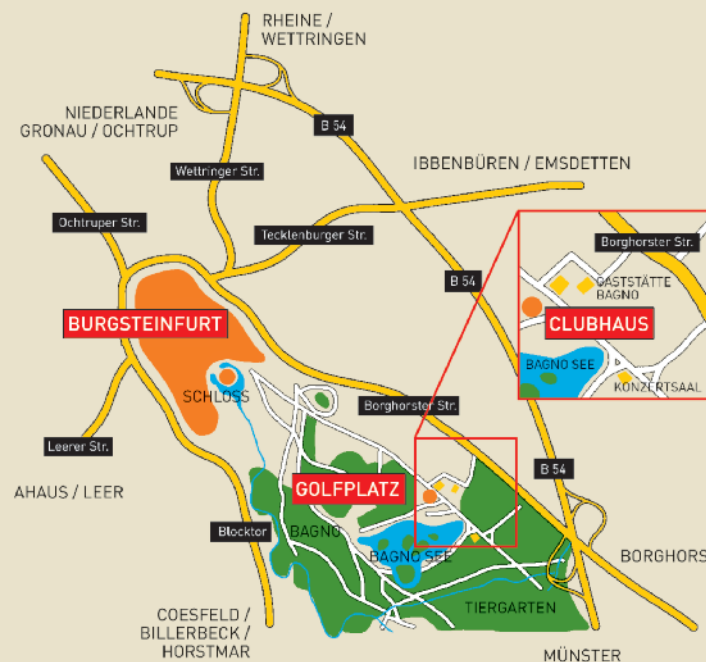 RHEINE /
WETTRINGEN
NIEDERLANDE
GRONAU / OCHTRUP
B 54
Wettringer Str.
IBBENBÜREN / EMSDETTEN
Ochtruper Str.
Tecklenburger Str.
Borghorster Str.
B 54
GASTSTÄTTE
BAGNO
BURGSTEINFURT
CLUBHAUS
BAGNO SEE
KONZERTSAAL
SCHLOSS
Borghorster Str.
Leerer Str.
B 54
GOLFPLATZ
AHAUS / LEER
Blocktor
BAGNO
BAGNO SEE
BORGHORS
TIERGARTEN
COESFELD /
BILLERBECK /
HORSTMAR
MÜNSTER